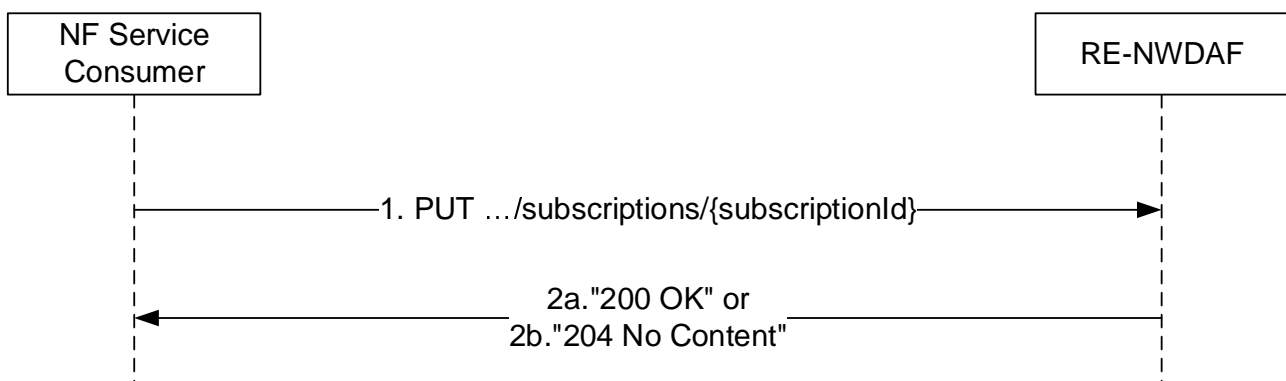 NF Service
Consumer
RE-NWDAF
1. PUT …/subscriptions/{subscriptionId}
2a."200 OK" or
2b."204 No Content"